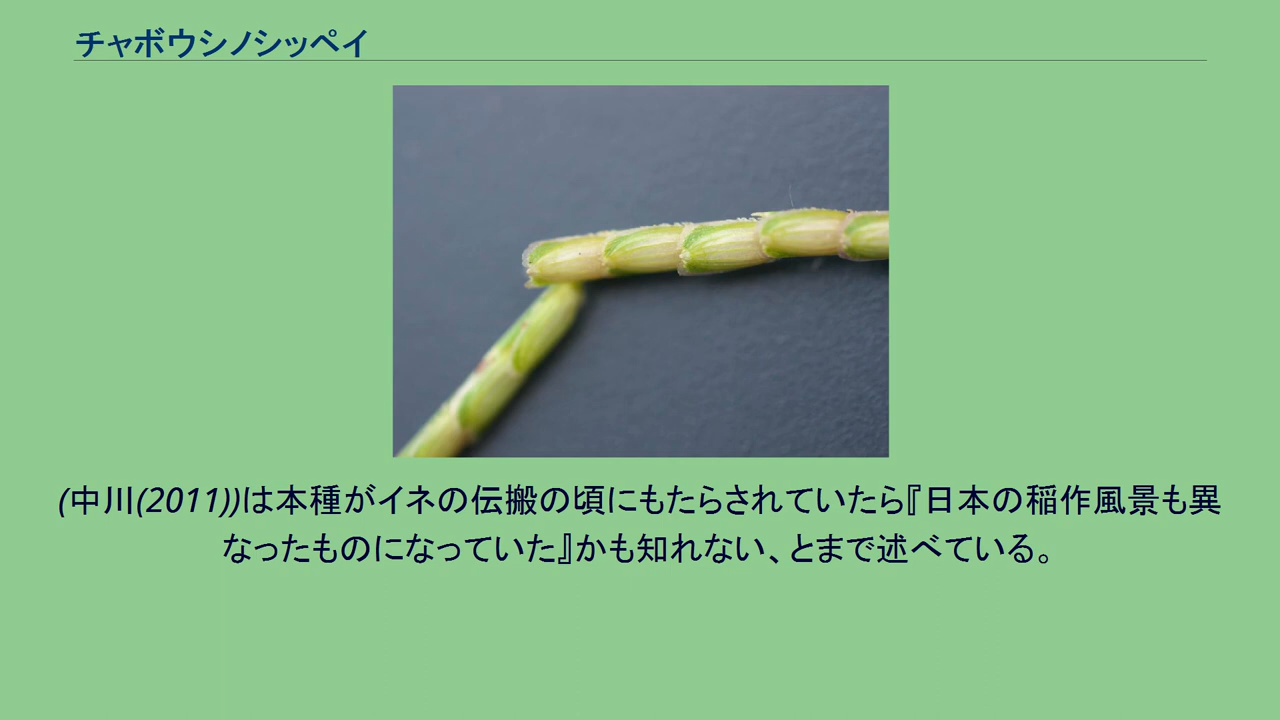 チャボウシノシッペイ
(中川(2011))は本種がイネの伝搬の頃にもたらされていたら『日本の稲作風景も異
なったものになっていた』かも知れない、とまで述べている。